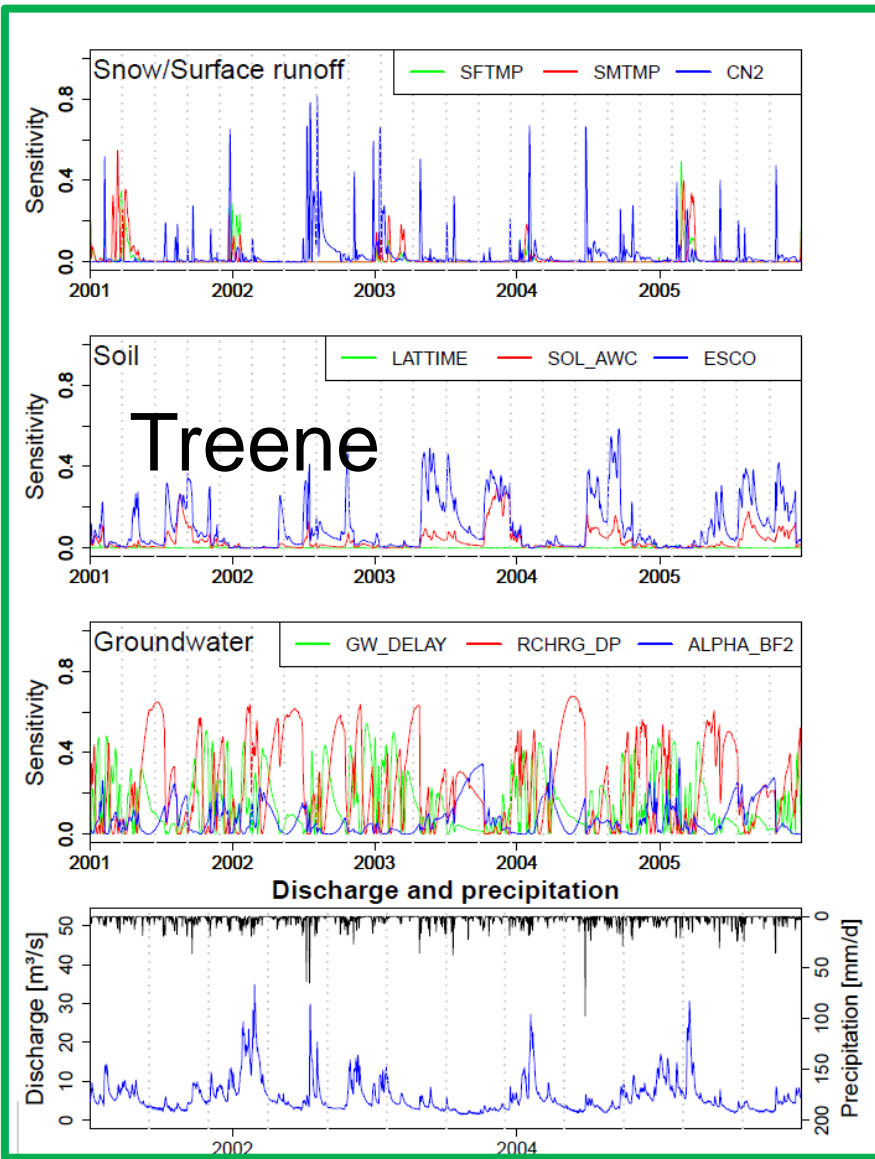 Snow/Surface runoff SFTMP SMTMP CN2
Sensitivity
0.8
0.4
0.0
2001 2002 2003 2004 2005
Soil LATTIME SOL_AWC ESCO
Treene
Sensitivity
0.8
0.4
0.0
2001 2002 2003 2004 2005
Groundwater GW_DELAY RCHRG_DP ALPHA_BF2
Sensitivity
0.8
0.4
0.0
2001 2002 2003 2004 2005
Discharge and precipitation
Discharge [m³/s]
50
40
30
20
10
0
0
50
100
150
200
Precipitation [mm/d]
2002 2004